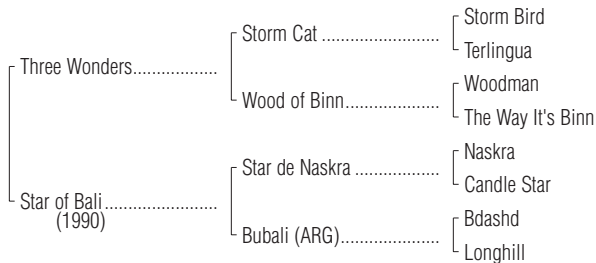 Storm Bird
Storm Cat ........................
Terlingua
Three Wonders.................
Woodman
Wood of Binn...................
The Way It's Binn
Naskra
Star de Naskra .................
Candle Star
Star of Bali .......................
(1990)
Bdashd
Bubali (ARG)....................
Longhill